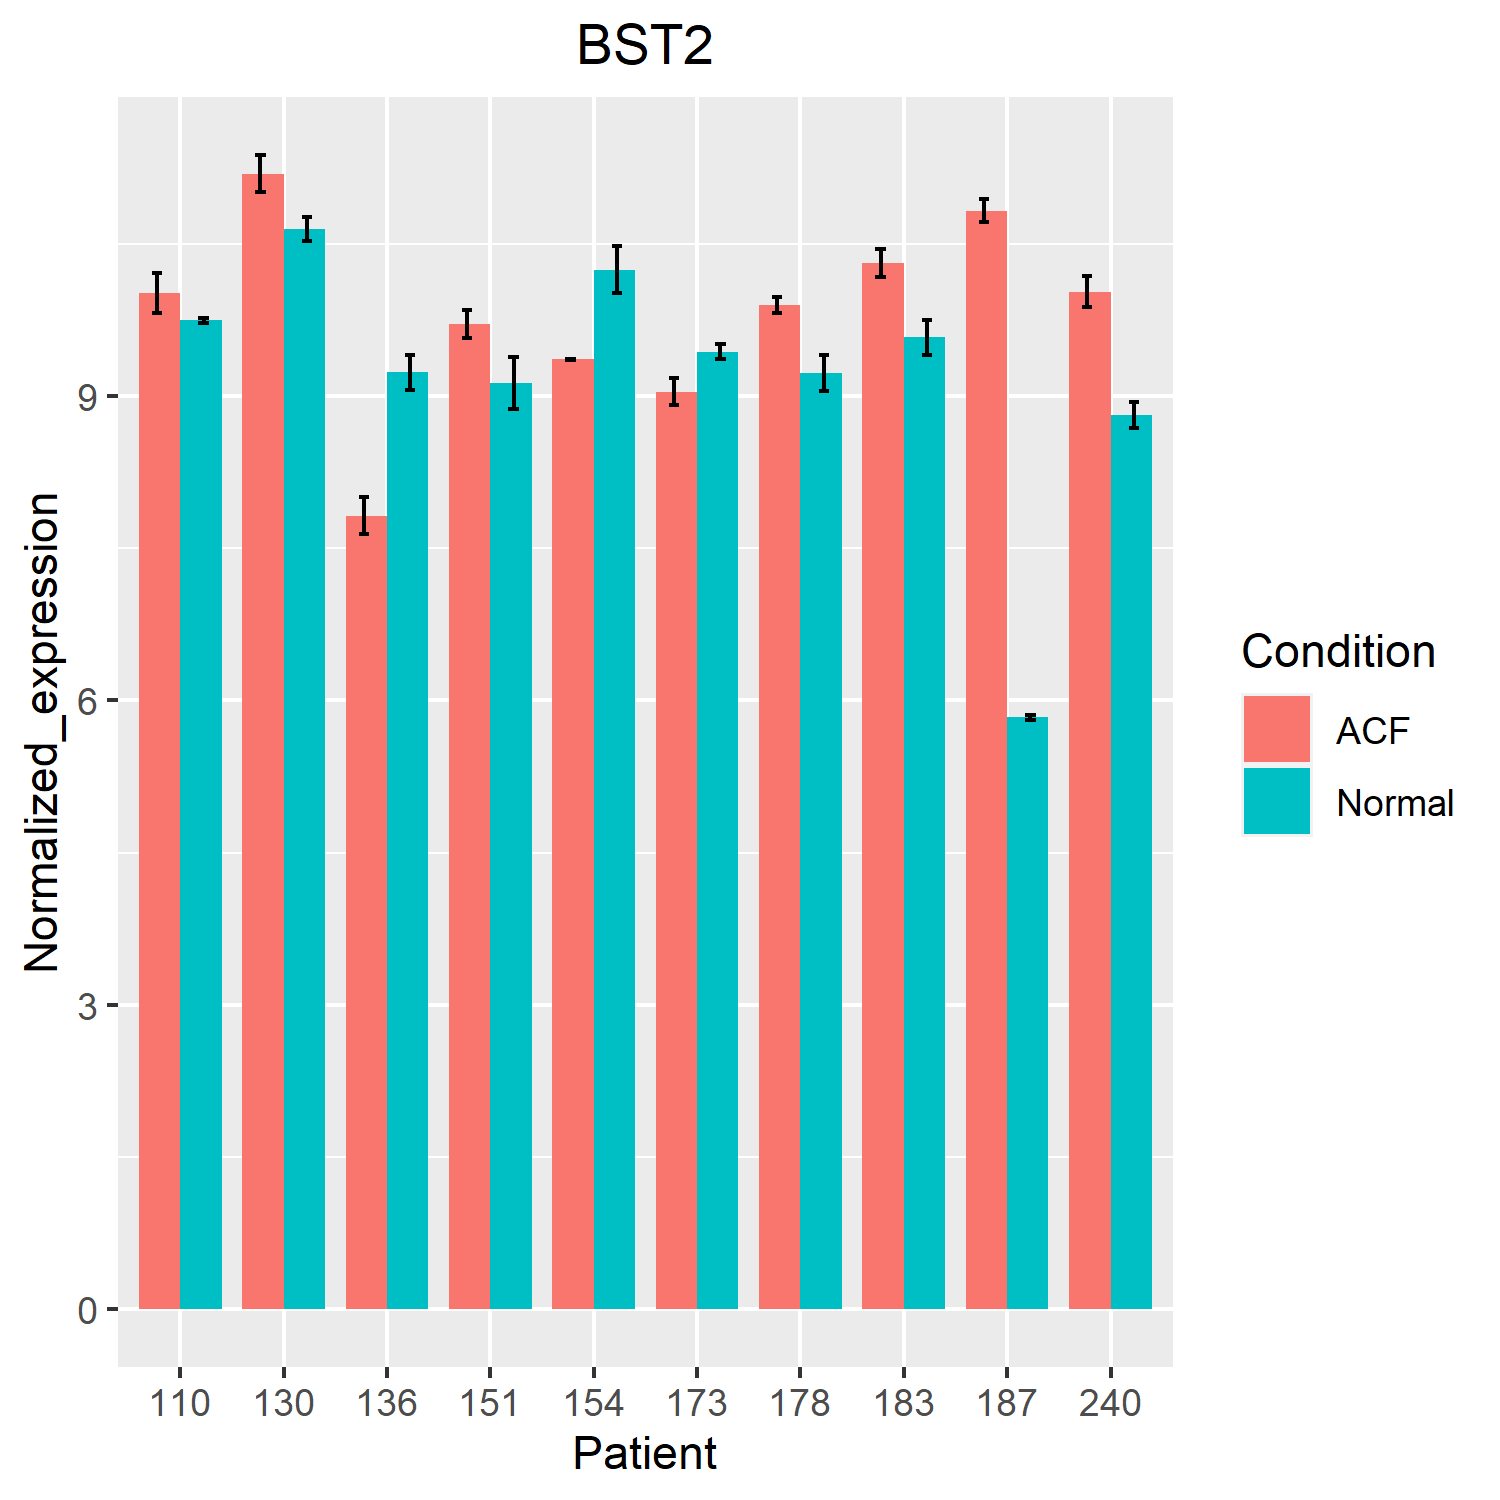 BST2
Normalized_expression
9
6
3
0
110 130 136 151 154 173 178 183 187 240
Patient
Condition
ACF
Normal